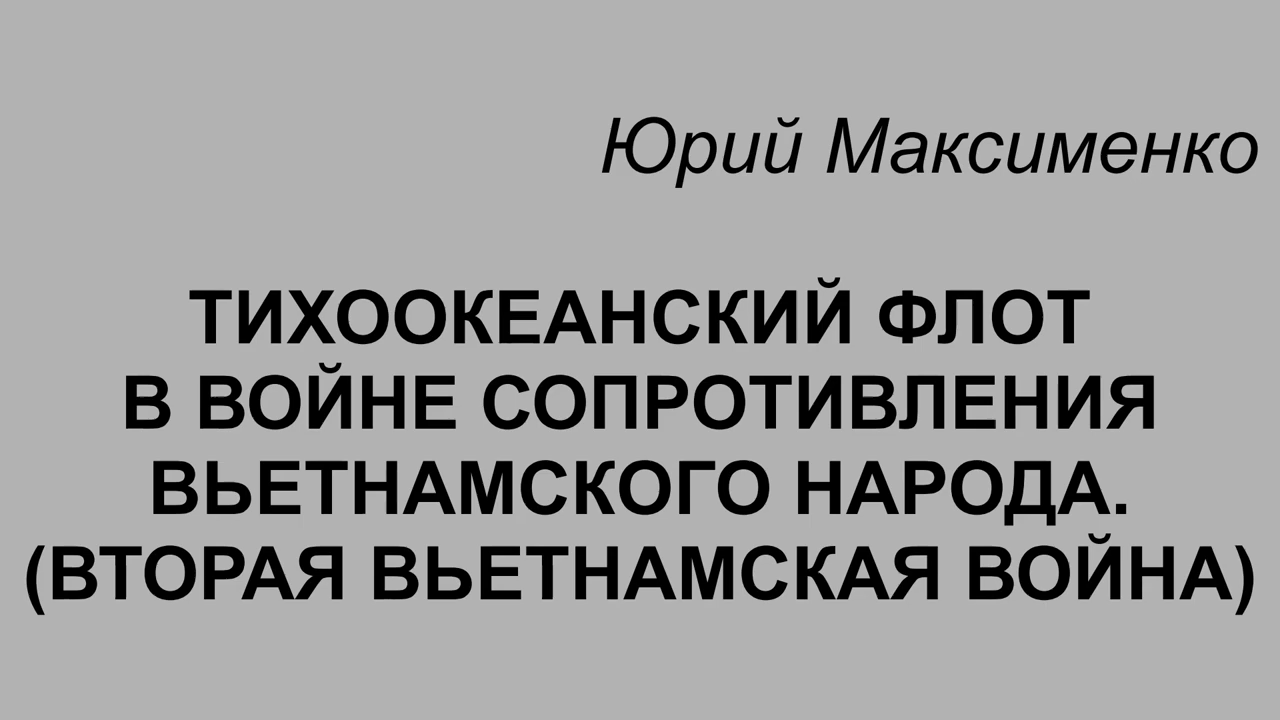 Юрий Максименко
ТИХООКЕАНСКИЙ ФЛОТ
В ВОЙНЕ СОПРОТИВЛЕНИЯ
ВЬЕТНАМСКОГО НАРОДА.
(ВТОРАЯ ВЬЕТНАМСКАЯ ВОЙНА)